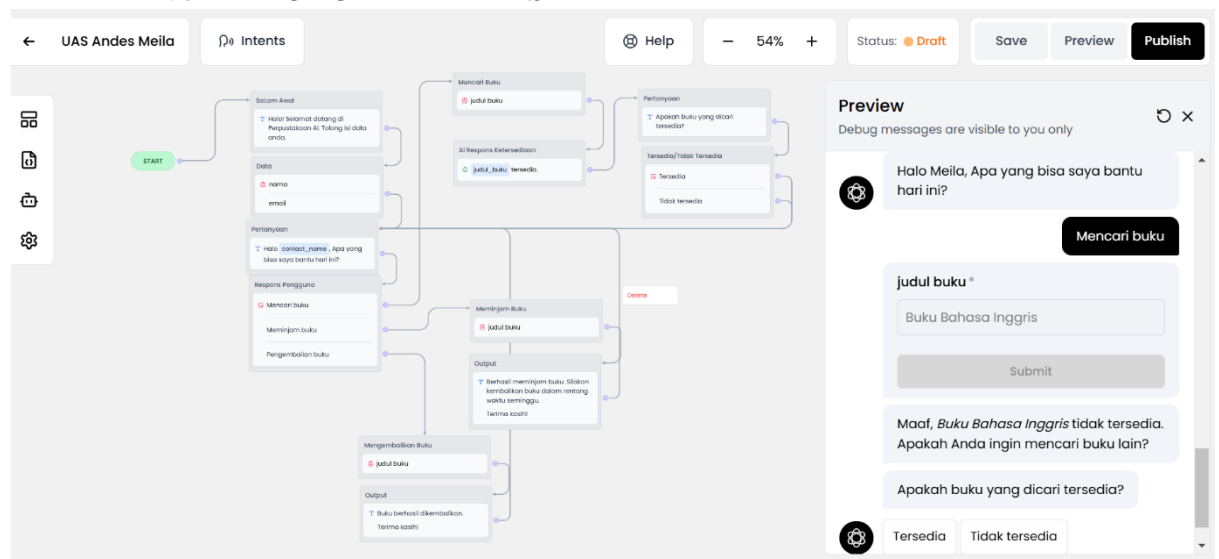 UAS Andes Meila
Intents
Help
54%
Status: Draft
Save
Preview
Publish
START
Salam Awal
Halo! Selamat datang di
Perpustakaan AI. Tolong isi data
anda.
Data
nama
email
Pertanyaan
Halo contact_name, Apa yang
bisa saya bantu hari ini?
Respons Pengguna
Mencari buku
Meminjam buku
Pengembalian buku
Mencari Buku
judul buku
AI Respons Ketersediaan
judul_buku tersedia.
Pertanyaan
Apakah buku yang dicari
tersedia?
Tersedia/Tidak Tersedia
Tersedia
Tidak tersedia
Delete
Meminjam Buku
judul buku
Output
Berhasil meminjam buku. Silakan
kembalikan buku dalam rentang
waktu seminggu.
Terima kasih!
Mengembalikan Buku
judul buku
Output
Buku berhasil dikembalikan.
Terima kasih!
Preview
Debug messages are visible to you only
Halo Meila, Apa yang bisa saya bantu
hari ini?
Mencari buku
judul buku *
Buku Bahasa Inggris
Submit
Maaf, Buku Bahasa Inggris tidak tersedia.
Apakah Anda ingin mencari buku lain?
Apakah buku yang dicari tersedia?
Tersedia
Tidak tersedia